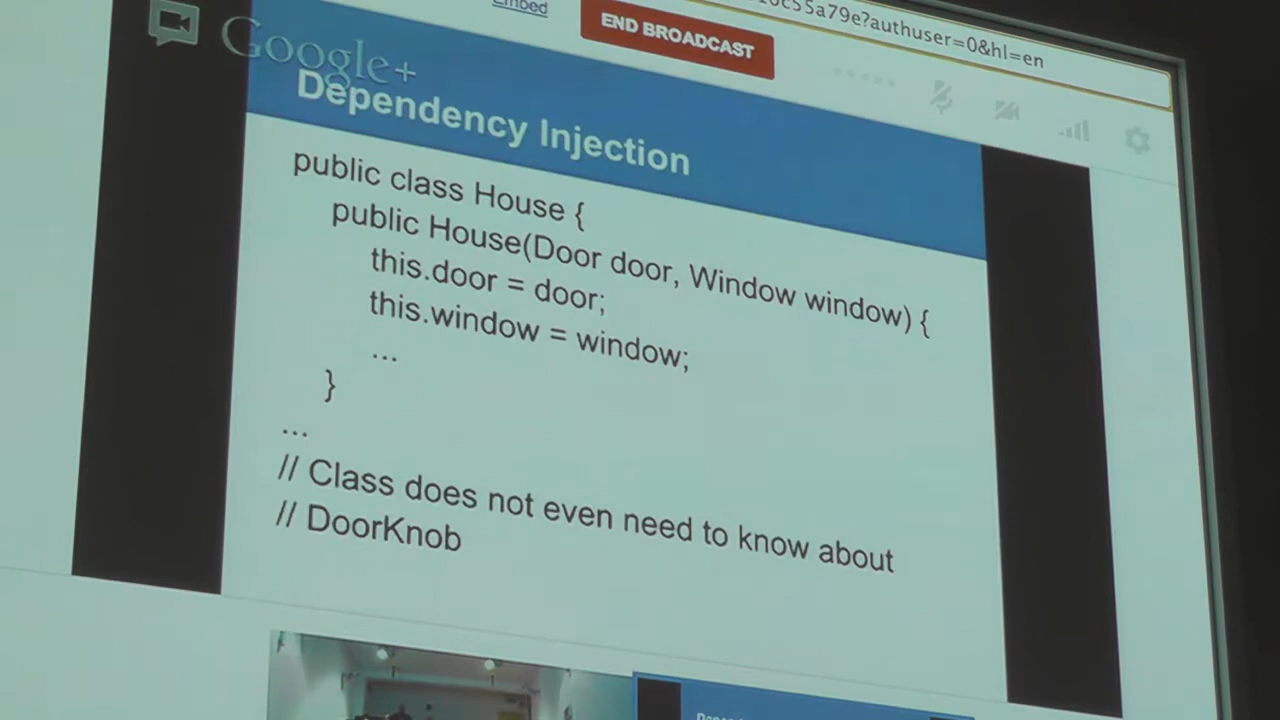 Embed
END BROADCAST
55a79e?authuser=0&hl=en
Google+
Dependency Injection
public class House {
public House(Door door, Window window) {
this.door = door;
this.window = window;
...
}
...
// Class does not even need to know about
// DoorKnob